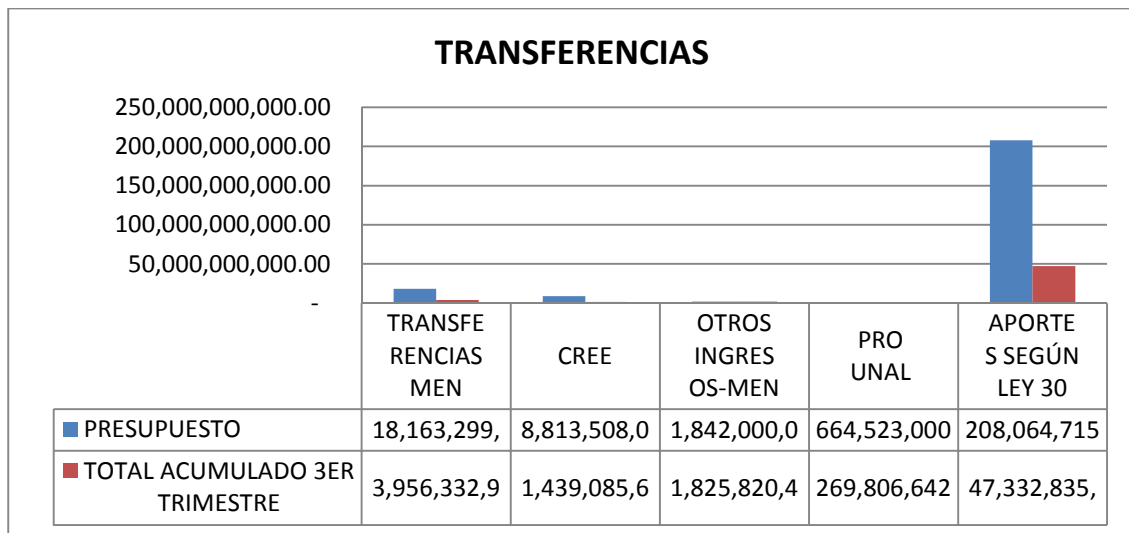 TRANSFERENCIAS
250,000,000,000.00
200,000,000,000.00
150,000,000,000.00
100,000,000,000.00
50,000,000,000.00
-
TRANSFE
RENCIAS
MEN
CREE
OTROS
INGRES
OS-MEN
PRO
UNAL
APORTE
S SEGÚN
LEY 30
PRESUPUESTO 18,163,299, 8,813,508,0 1,842,000,0 664,523,000 208,064,715
TOTAL ACUMULADO 3ER
TRIMESTRE 3,956,332,9 1,439,085,6 1,825,820,4 269,806,642 47,332,835,